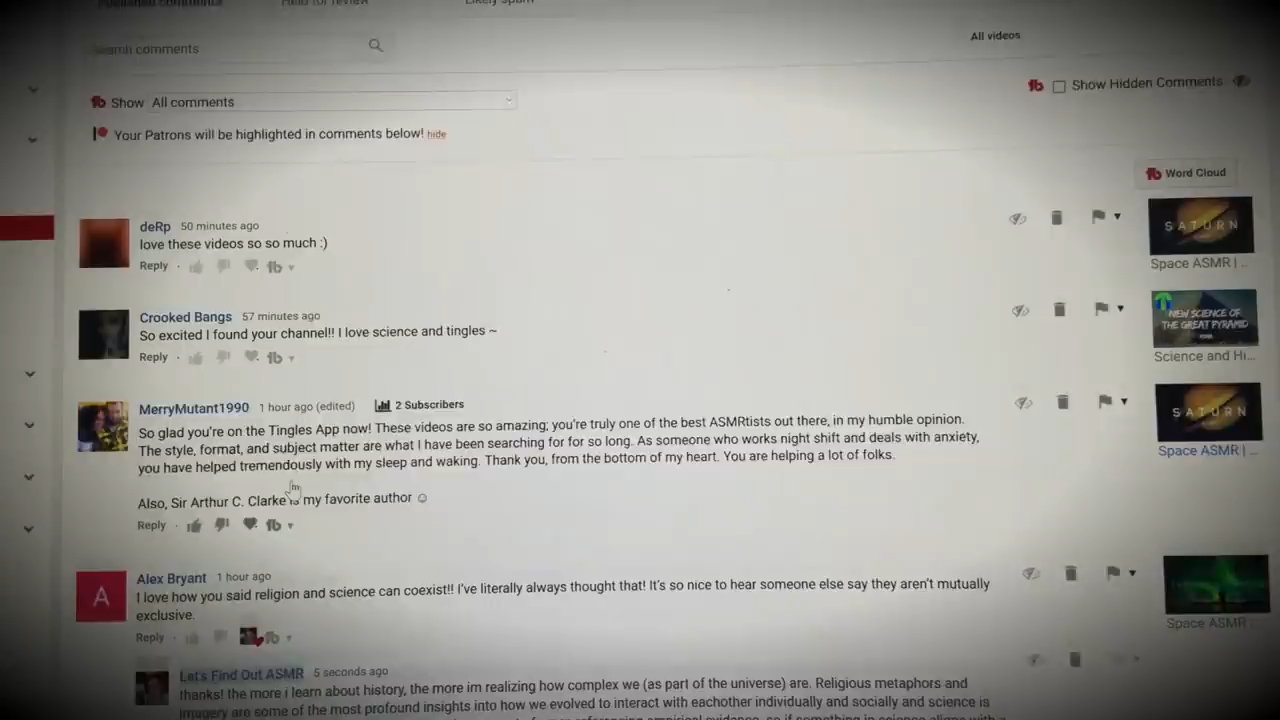 Held for review
Likely spam
Search comments
All videos
Show All comments
Show Hidden Comments
Your Patrons will be highlighted in comments below! hide
Word Cloud
deRp 50 minutes ago
love these videos so so much :)
Reply
SATURN
Space ASMR | ..
Crooked Bangs 57 minutes ago
So excited I found your channel!! I love science and tingles ~
Reply
NEW SCIENCE OF
THE GREAT PYRAMID
Science and Hi...
MerryMutant1990 1 hour ago (edited) 2 Subscribers
So glad you're on the Tingles App now! These videos are so amazing; you're truly one of the best ASMRtists out there, in my humble opinion.
The style, format, and subject matter are what I have been searching for for so long. As someone who works night shift and deals with anxiety,
you have helped tremendously with my sleep and waking. Thank you, from the bottom of my heart. You are helping a lot of folks.
Also, Sir Arthur C. Clarke is my favorite author ☺
Reply
SATURN
Space ASMR | ...
A
Alex Bryant 1 hour ago
I love how you said religion and science can coexist!! I've literally always thought that! It's so nice to hear someone else say they aren't mutually
exclusive.
Reply
Space ASMR
Let's Find Out ASMR 5 seconds ago
thanks! the more i learn about history, the more im realizing how complex we (as part of the universe) are. Religious metaphors and
imagery are some of the most profound insights into how we evolved to interact with eachother individually and socially and science is